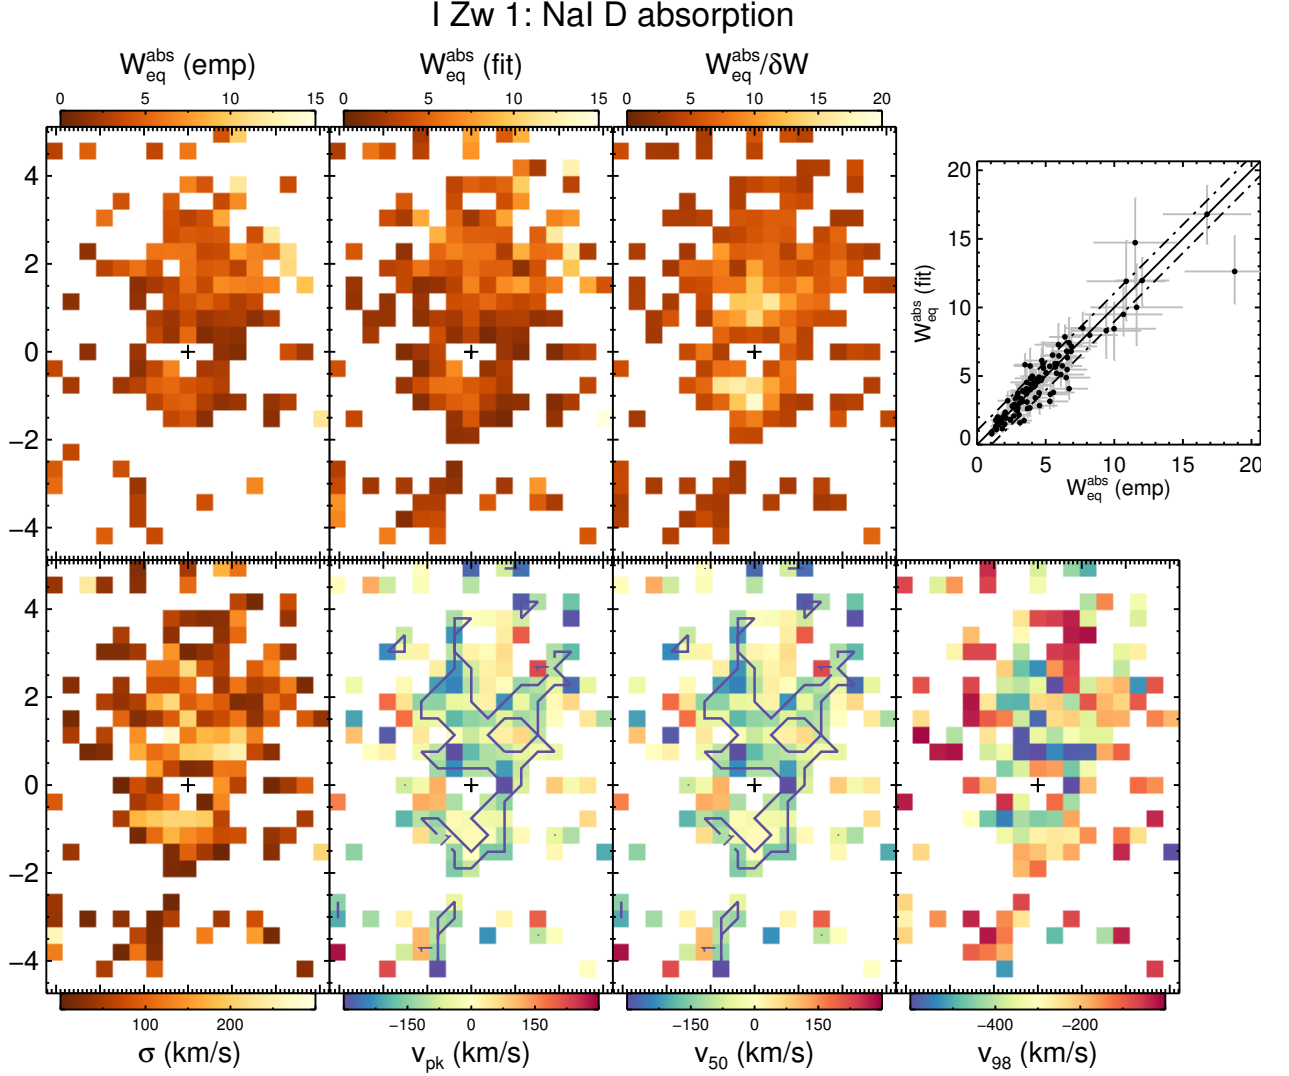 I Zw 1: NaI D absorption
W_eq^abs (emp) W_eq^abs (fit) W_eq^abs/δW
0 5 10 15 0 5 10 15 0 5 10 15 20
4
2
0
−2
−4
20
15
10
5
0
W_eq^abs (fit)
0 5 10 15 20
W_eq^abs (emp)
4
2
0
−2
−4
100 200 −150 0 150 −150 0 150 −400 −200
σ (km/s) v_pk (km/s) v_50 (km/s) v_98 (km/s)